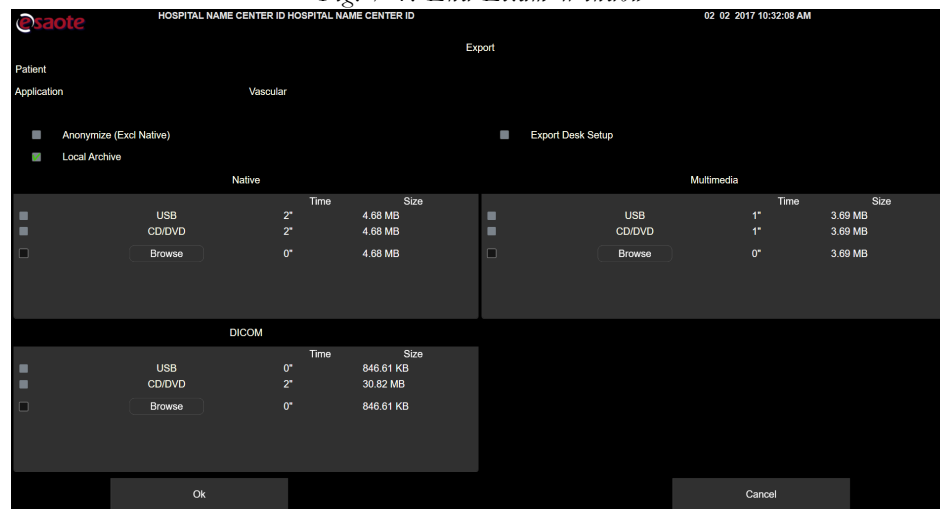 esaote
HOSPITAL NAME CENTER ID HOSPITAL NAME CENTER ID
02 02 2017 10:32:08 AM
Export
Patient
Application Vascular
Anonymize (Excl Native) Export Desk Setup
Local Archive
Native
Time Size
USB 2" 4.68 MB
CD/DVD 2" 4.68 MB
Browse 0" 4.68 MB
Multimedia
Time Size
USB 1" 3.69 MB
CD/DVD 1" 3.69 MB
Browse 0" 3.69 MB
DICOM
Time Size
USB 0" 846.61 KB
CD/DVD 2" 30.82 MB
Browse 0" 846.61 KB
Ok Cancel